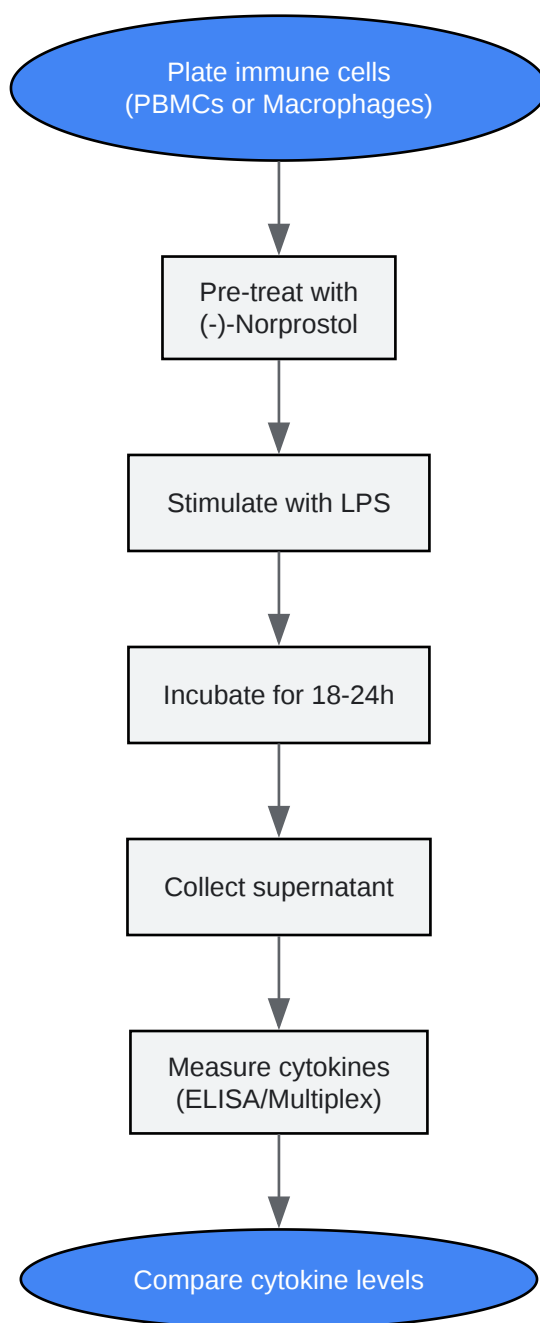 Plate immune cells
(PBMCs or Macrophages)
Pre-treat with
(-)-Norprostol
Stimulate with LPS
Incubate for 18-24h
Collect supernatant
Measure cytokines
(ELISA/Multiplex)
Compare cytokine levels